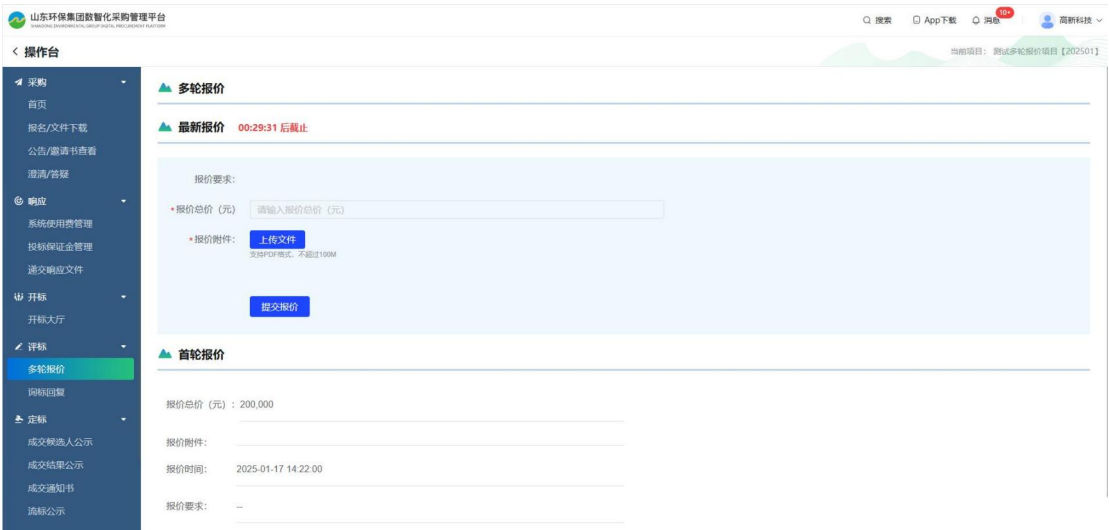 山东环保集团数智化采购管理平台
SHANDONG ENVIRONMENTAL GROUP DIGITAL PROCUREMENT PLATFORM
搜索 App下载 消息 10+ 高新科技
操作台
当前项目: 测试多轮报价项目【202501】
采购
首页
报名/文件下载
公告/邀请书查看
澄清/答疑
响应
系统使用费管理
投标保证金管理
递交响应文件
开标
开标大厅
评标
多轮报价
询标回复
定标
成交候选人公示
成交结果公示
成交通知书
流标公示
多轮报价
最新报价 00:29:31 后截止
报价要求:
*报价总价 (元) 请输入报价总价 (元)
*报价附件: 上传文件
支持PDF格式、不超过100M
提交报价
首轮报价
报价总价 (元) : 200,000
报价附件:
报价时间: 2025-01-17 14:22:00
报价要求: --